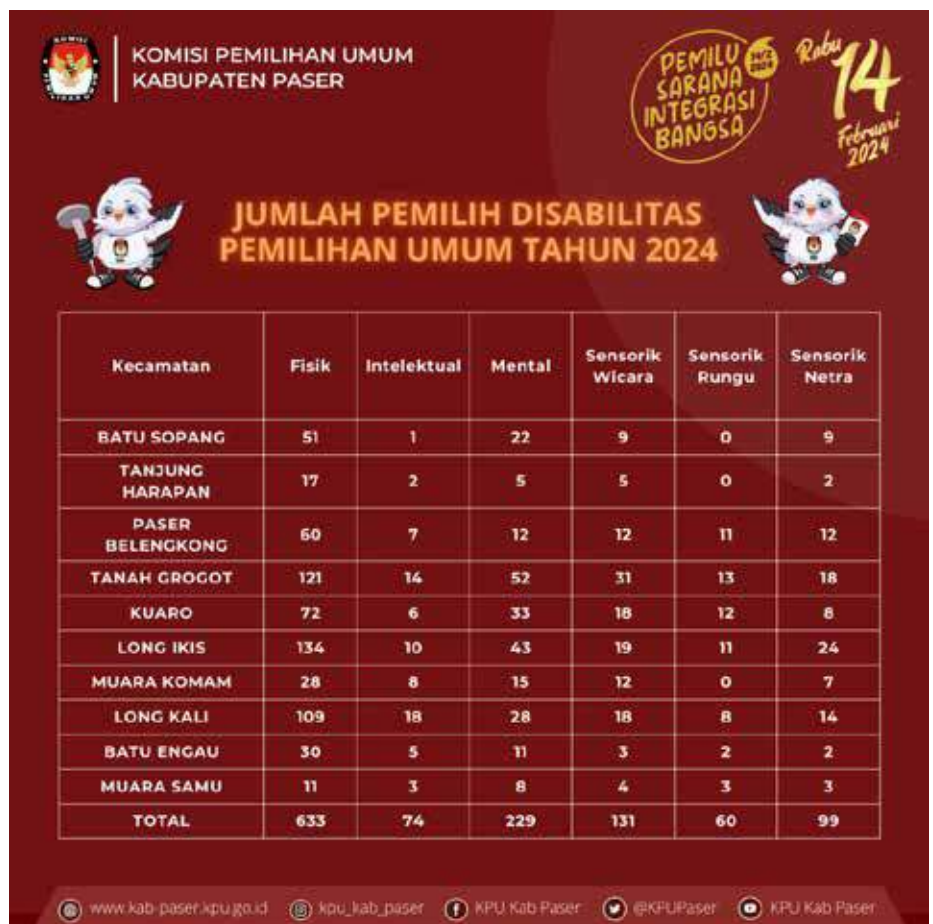 KOMISI PEMILIHAN UMUM
KABUPATEN PASER
PEMILU
SARANA
INTEGRASI
BANGSA
Rabu
14
Februari
2024
JUMLAH PEMILIH DISABILITAS
PEMILIHAN UMUM TAHUN 2024
Kecamatan Fisik Intelektual Mental Sensorik Wicara Sensorik Rungu Sensorik Netra
BATU SOPANG 51 1 22 9 0 9
TANJUNG HARAPAN 17 2 5 5 0 2
PASER BELENGKONG 60 7 12 12 11 12
TANAH GROGOT 121 14 52 31 13 18
KUARO 72 6 33 18 12 8
LONG IKIS 134 10 43 19 11 24
MUARA KOMAM 28 8 15 12 0 7
LONG KALI 109 18 28 18 8 14
BATU ENGAU 30 5 11 3 2 2
MUARA SAMU 11 3 8 4 3 3
TOTAL 633 74 229 131 60 99
www.kab-paser.kpu.go.id kpu_kab_paser KPU Kab Paser @KPUPaser KPU Kab Paser